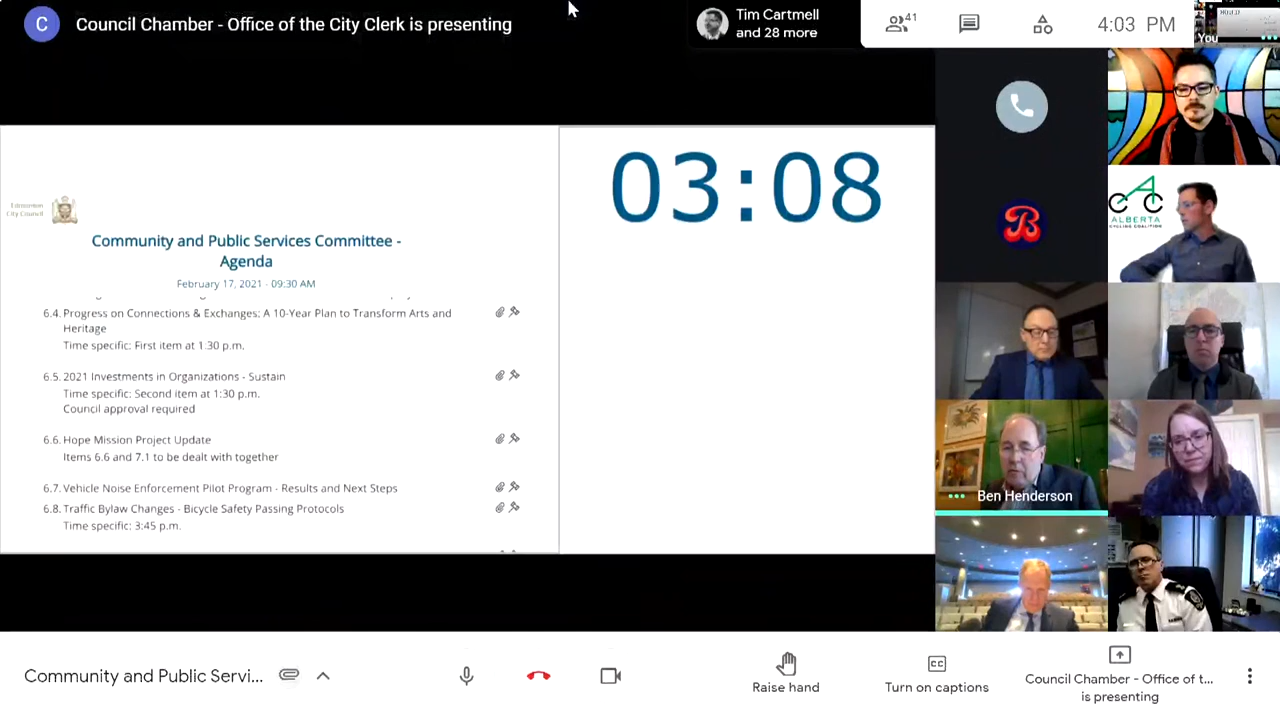 C
Council Chamber - Office of the City Clerk is presenting
Tim Cartmell
and 28 more
41
4:03 PM
You
03:08
Edmonton
City Council
Community and Public Services Committee -
Agenda
February 17, 2021 - 09:30 AM
6.4. Progress on Connections & Exchanges: A 10-Year Plan to Transform Arts and
Heritage
Time specific: First item at 1:30 p.m.
6.5. 2021 Investments in Organizations - Sustain
Time specific: Second item at 1:30 p.m.
Council approval required
6.6. Hope Mission Project Update
Items 6.6 and 7.1 to be dealt with together
6.7. Vehicle Noise Enforcement Pilot Program - Results and Next Steps
6.8. Traffic Bylaw Changes - Bicycle Safety Passing Protocols
Time specific: 3:45 p.m.
B
ALBERTA
CYCLING COALITION
Ben Henderson
Community and Public Servi...
Raise hand
CC
Turn on captions
Council Chamber - Office of t...
is presenting